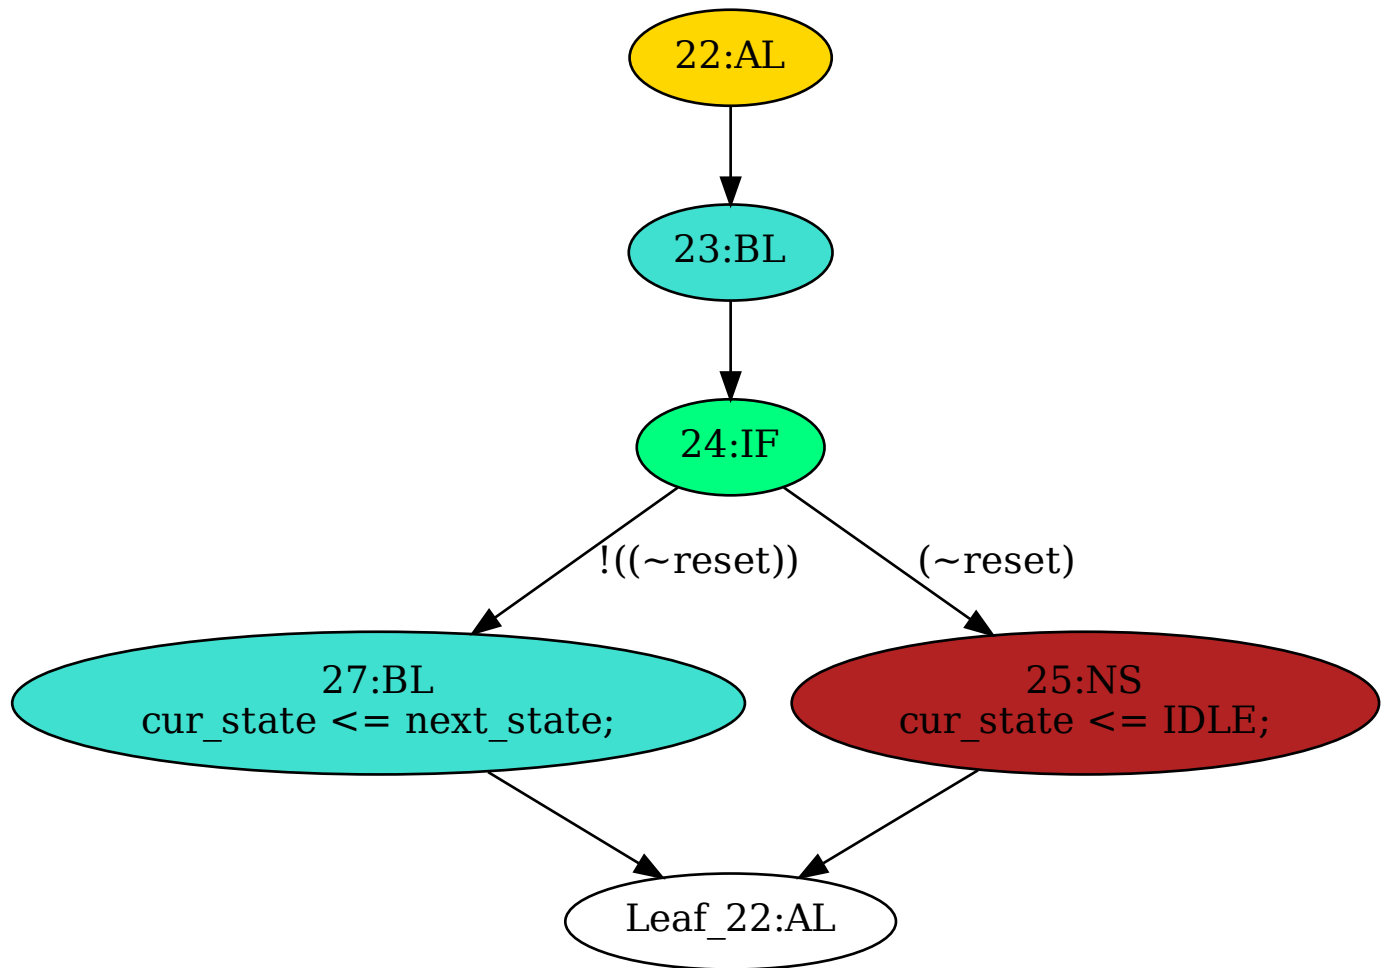 22:AL
23:BL
24:IF
!((~reset))
(~reset)
27:BL
cur_state <= next_state;
25:NS
cur_state <= IDLE;
Leaf_22:AL